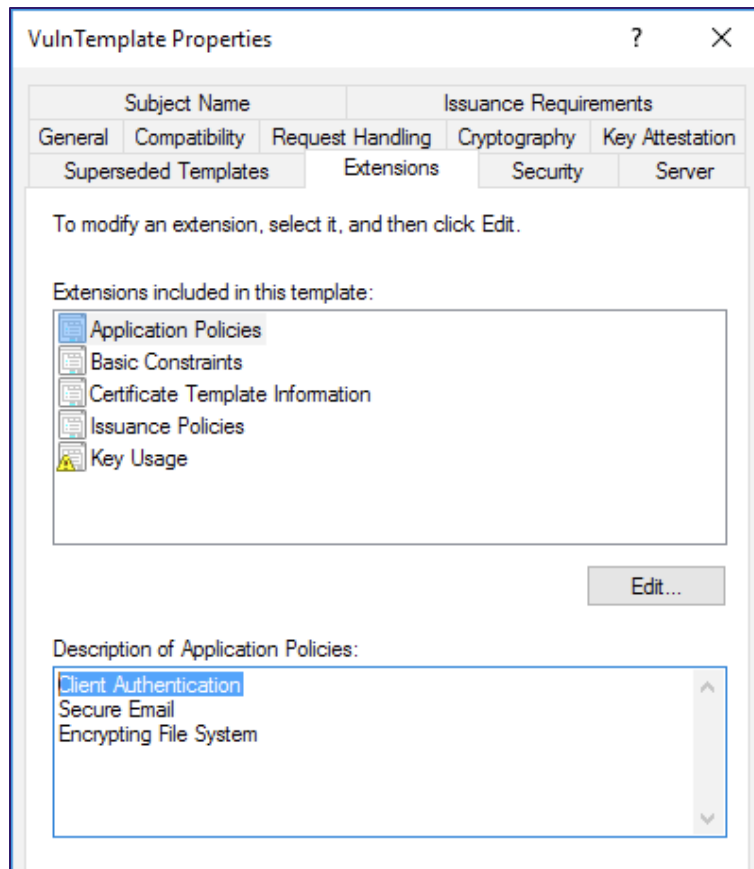 VulnTemplate Properties ? ×
Subject Name Issuance Requirements
General Compatibility Request Handling Cryptography Key Attestation
Superseded Templates Extensions Security Server
To modify an extension, select it, and then click Edit.
Extensions included in this template:
Application Policies
Basic Constraints
Certificate Template Information
Issuance Policies
Key Usage
Edit...
Description of Application Policies:
Client Authentication
Secure Email
Encrypting File System